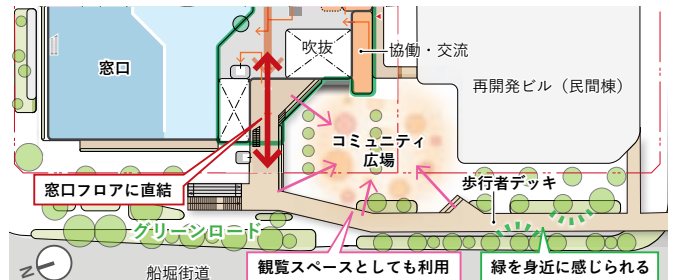 吹抜
協働・交流
窓口
再開発ビル（民間棟）
コミュニティ
広場
窓口フロアに直結
歩行者デッキ
グリーンロード
観覧スペースとしても利用
緑を身近に感じられる
船堀街道
N